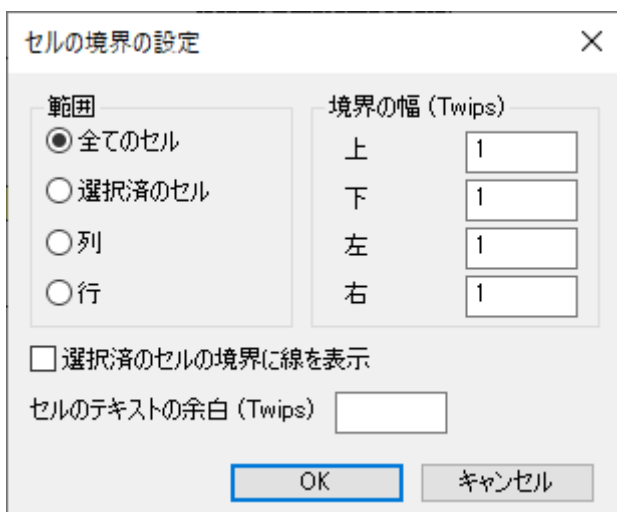 セルの境界の設定
範囲
全てのセル
選択済のセル
列
行
境界の幅 (Twips)
上 1
下 1
左 1
右 1
選択済のセルの境界に線を表示
セルのテキストの余白 (Twips)
OK
キャンセル